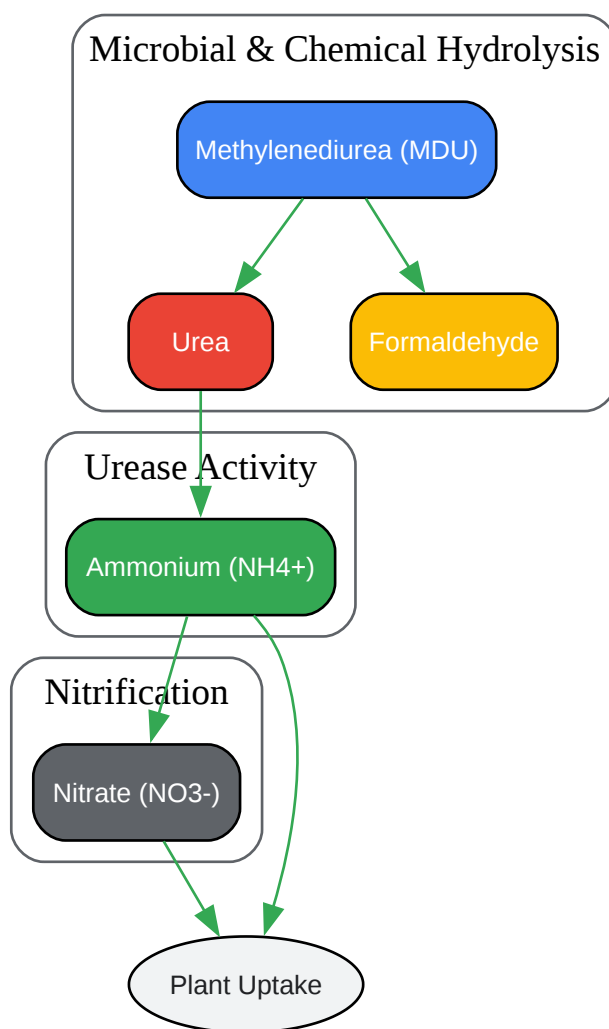 Microbial & Chemical Hydrolysis
Methylenediurea (MDU)
Urea
Formaldehyde
Urease Activity
Ammonium (NH4+)
Nitrification
Nitrate (NO3-)
Plant Uptake